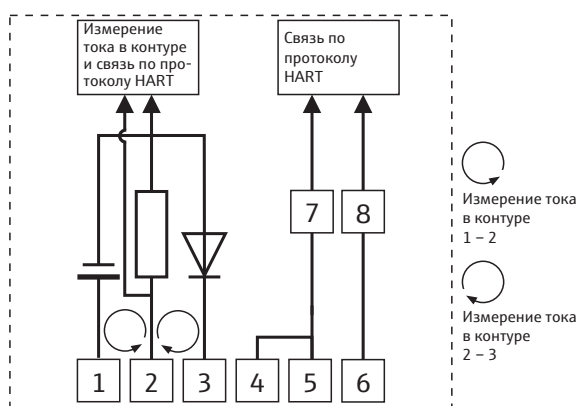 Измерение
тока в контуре
и связь по про-
токолу HART
Связь по
протоколу
HART
7
8
Измерение тока
в контуре
1 – 2
Измерение тока
в контуре
2 – 3
1
2
3
4
5
6